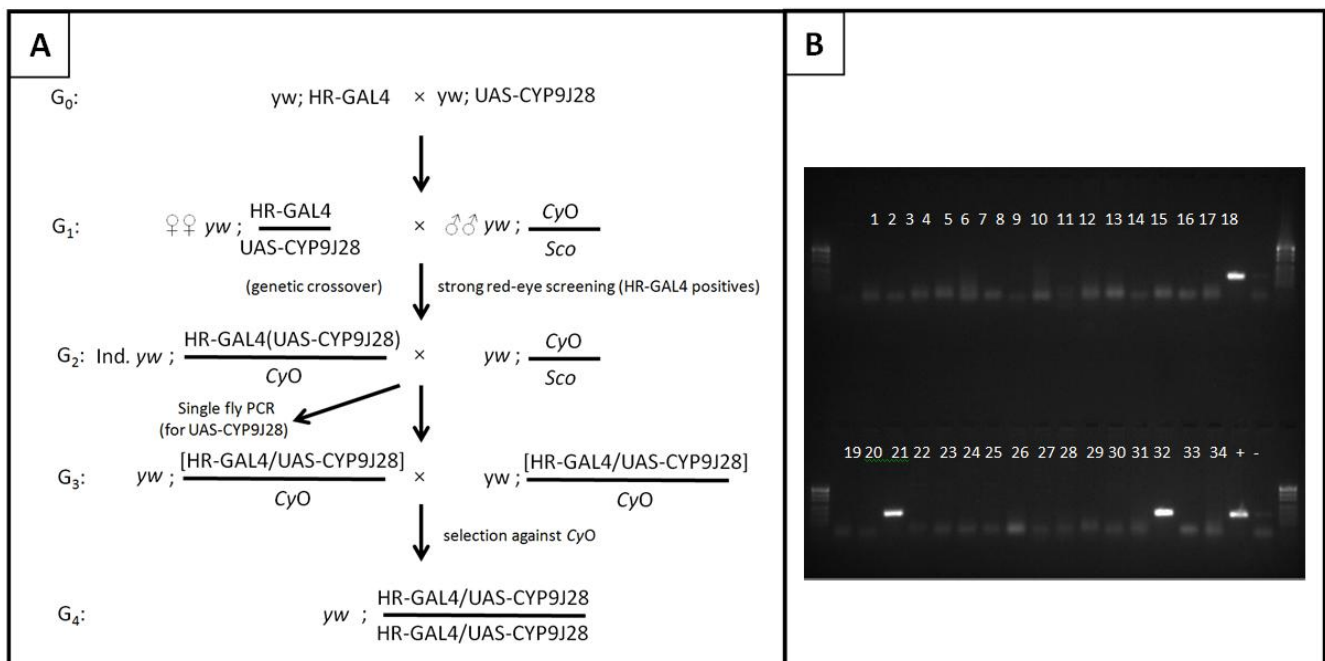 A
G₀: yw; HR-GAL4 × yw; UAS-CYP9J28
G₁: ♀♀ yw ; HR-GAL4 × ♂♂ yw ; CyO
UAS-CYP9J28 Sco
(genetic crossover) strong red-eye screening (HR-GAL4 positives)
G₂: Ind. yw ; HR-GAL4(UAS-CYP9J28) × yw ; CyO
CyO Sco
Single fly PCR
(for UAS-CYP9J28)
G₃: yw ; [HR-GAL4/UAS-CYP9J28] × yw ; [HR-GAL4/UAS-CYP9J28]
CyO CyO
selection against CyO
G₄: yw ; HR-GAL4/UAS-CYP9J28
HR-GAL4/UAS-CYP9J28
B
1 2 3 4 5 6 7 8 9 10 11 12 13 14 15 16 17 18
19 20 21 22 23 24 25 26 27 28 29 30 31 32 33 34 + -